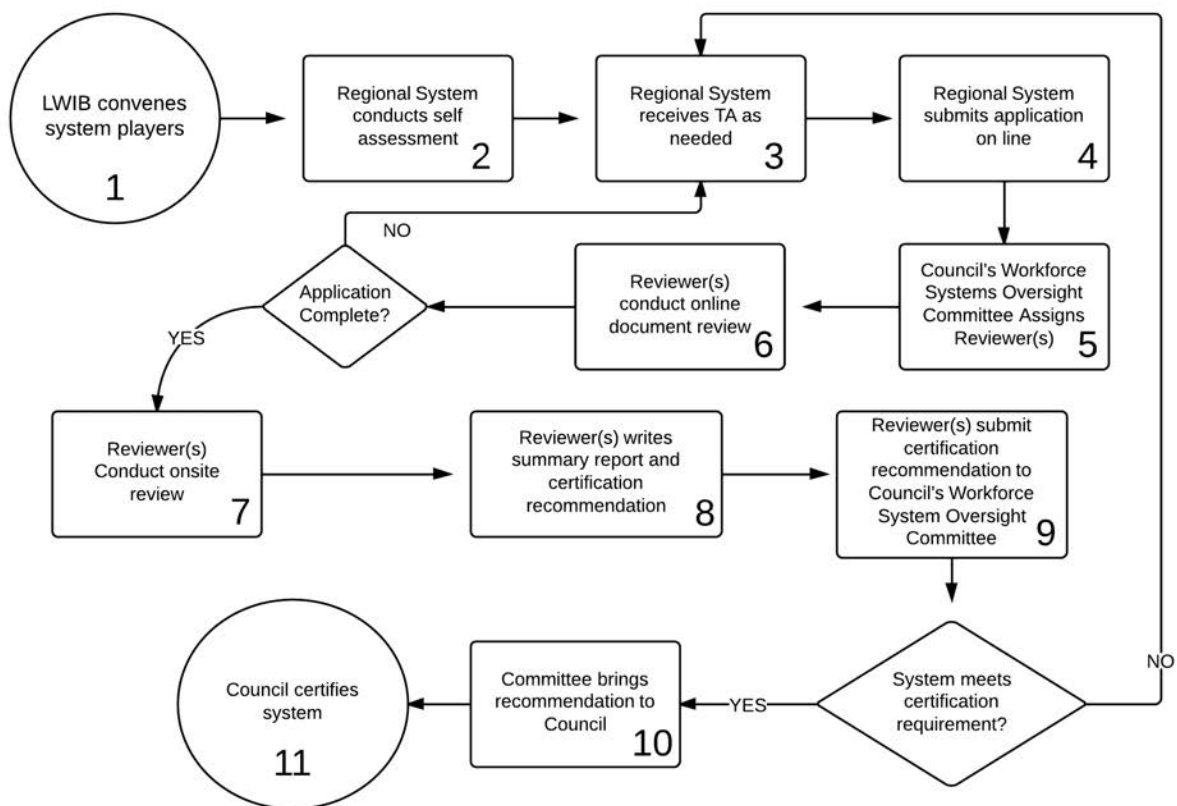 LWIB convenes
system players
1
Regional System
conducts self
assessment
2
Regional System
receives TA as
needed
3
Regional System
submits application
on line
4
Council's Workforce
Systems Oversight
Committee Assigns
Reviewer(s)
5
Reviewer(s)
conduct online
document review
6
Application
Complete?
NO
YES
Reviewer(s)
Conduct onsite
review
7
Reviewer(s) writes
summary report and
certification
recommendation
8
Reviewer(s) submit
certification
recommendation to
Council's Workforce
System Oversight
Committee
9
System meets
certification
requirement?
NO
YES
Committee brings
recommendation to
Council
10
Council certifies
system
11